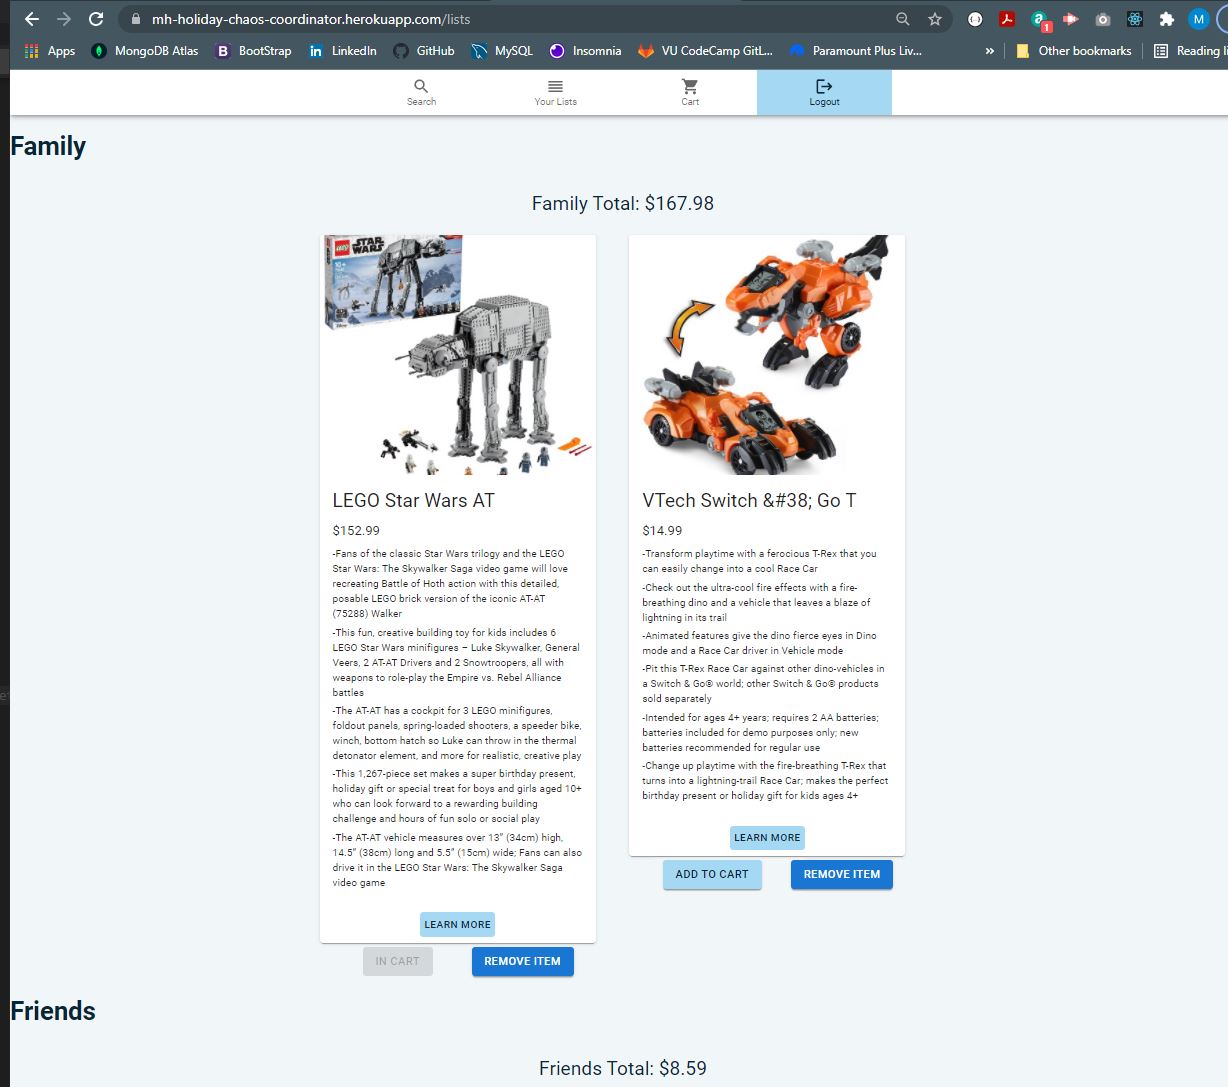 mh-holiday-chaos-coordinator.herokuapp.com/lists
Apps MongoDB Atlas BootStrap LinkedIn GitHub MySQL Insomnia VU CodeCamp GitL... Paramount Plus Liv... » Other bookmarks Reading li
Search Your Lists Cart Logout
Family
Family Total: $167.98
LEGO STAR WARS
10+
LEGO Star Wars AT
$152.99
-Fans of the classic Star Wars trilogy and the LEGO
Star Wars: The Skywalker Saga video game will love
recreating Battle of Hoth action with this detailed,
posable LEGO brick version of the iconic AT-AT
(75288) Walker
-This fun, creative building toy for kids includes 6
LEGO Star Wars minifigures – Luke Skywalker, General
Veers, 2 AT-AT Drivers and 2 Snowtroopers, all with
weapons to role-play the Empire vs. Rebel Alliance
battles
-The AT-AT has a cockpit for 3 LEGO minifigures,
foldout panels, spring-loaded shooters, a speeder bike,
winch, bottom hatch so Luke can throw in the thermal
detonator element, and more for realistic, creative play
-This 1,267-piece set makes a super birthday present,
holiday gift or special treat for boys and girls aged 10+
who can look forward to a rewarding building
challenge and hours of fun solo or social play
-The AT-AT vehicle measures over 13” (34cm) high,
14.5” (38cm) long and 5.5” (15cm) wide; Fans can also
drive it in the LEGO Star Wars: The Skywalker Saga
video game
LEARN MORE
IN CART REMOVE ITEM
VTech Switch &#38; Go T
$14.99
-Transform playtime with a ferocious T-Rex that you
can easily change into a cool Race Car
-Check out the ultra-cool fire effects with a fire-
breathing dino and a vehicle that leaves a blaze of
lightning in its trail
-Animated features give the dino fierce eyes in Dino
mode and a Race Car driver in Vehicle mode
-Pit this T-Rex Race Car against other dino-vehicles in
a Switch & Go® world; other Switch & Go® products
sold separately
-Intended for ages 4+ years; requires 2 AA batteries;
batteries included for demo purposes only; new
batteries recommended for regular use
-Change up playtime with the fire-breathing T-Rex that
turns into a lightning-trail Race Car; makes the perfect
birthday present or holiday gift for kids ages 4+
LEARN MORE
ADD TO CART REMOVE ITEM
Friends
Friends Total: $8.59